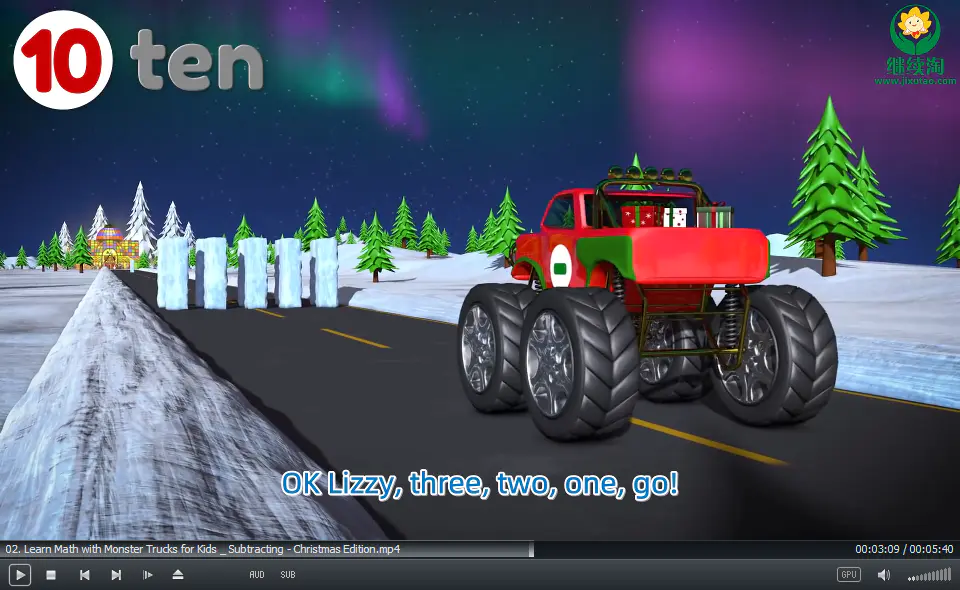 10 ten
继续淘
www.jixutao.com
OK Lizzy, three, two, one, go!
02. Learn Math with Monster Trucks for Kids _ Subtracting - Christmas Edition.mp4
00:03:09 / 00:05:40
AUD SUB
GPU